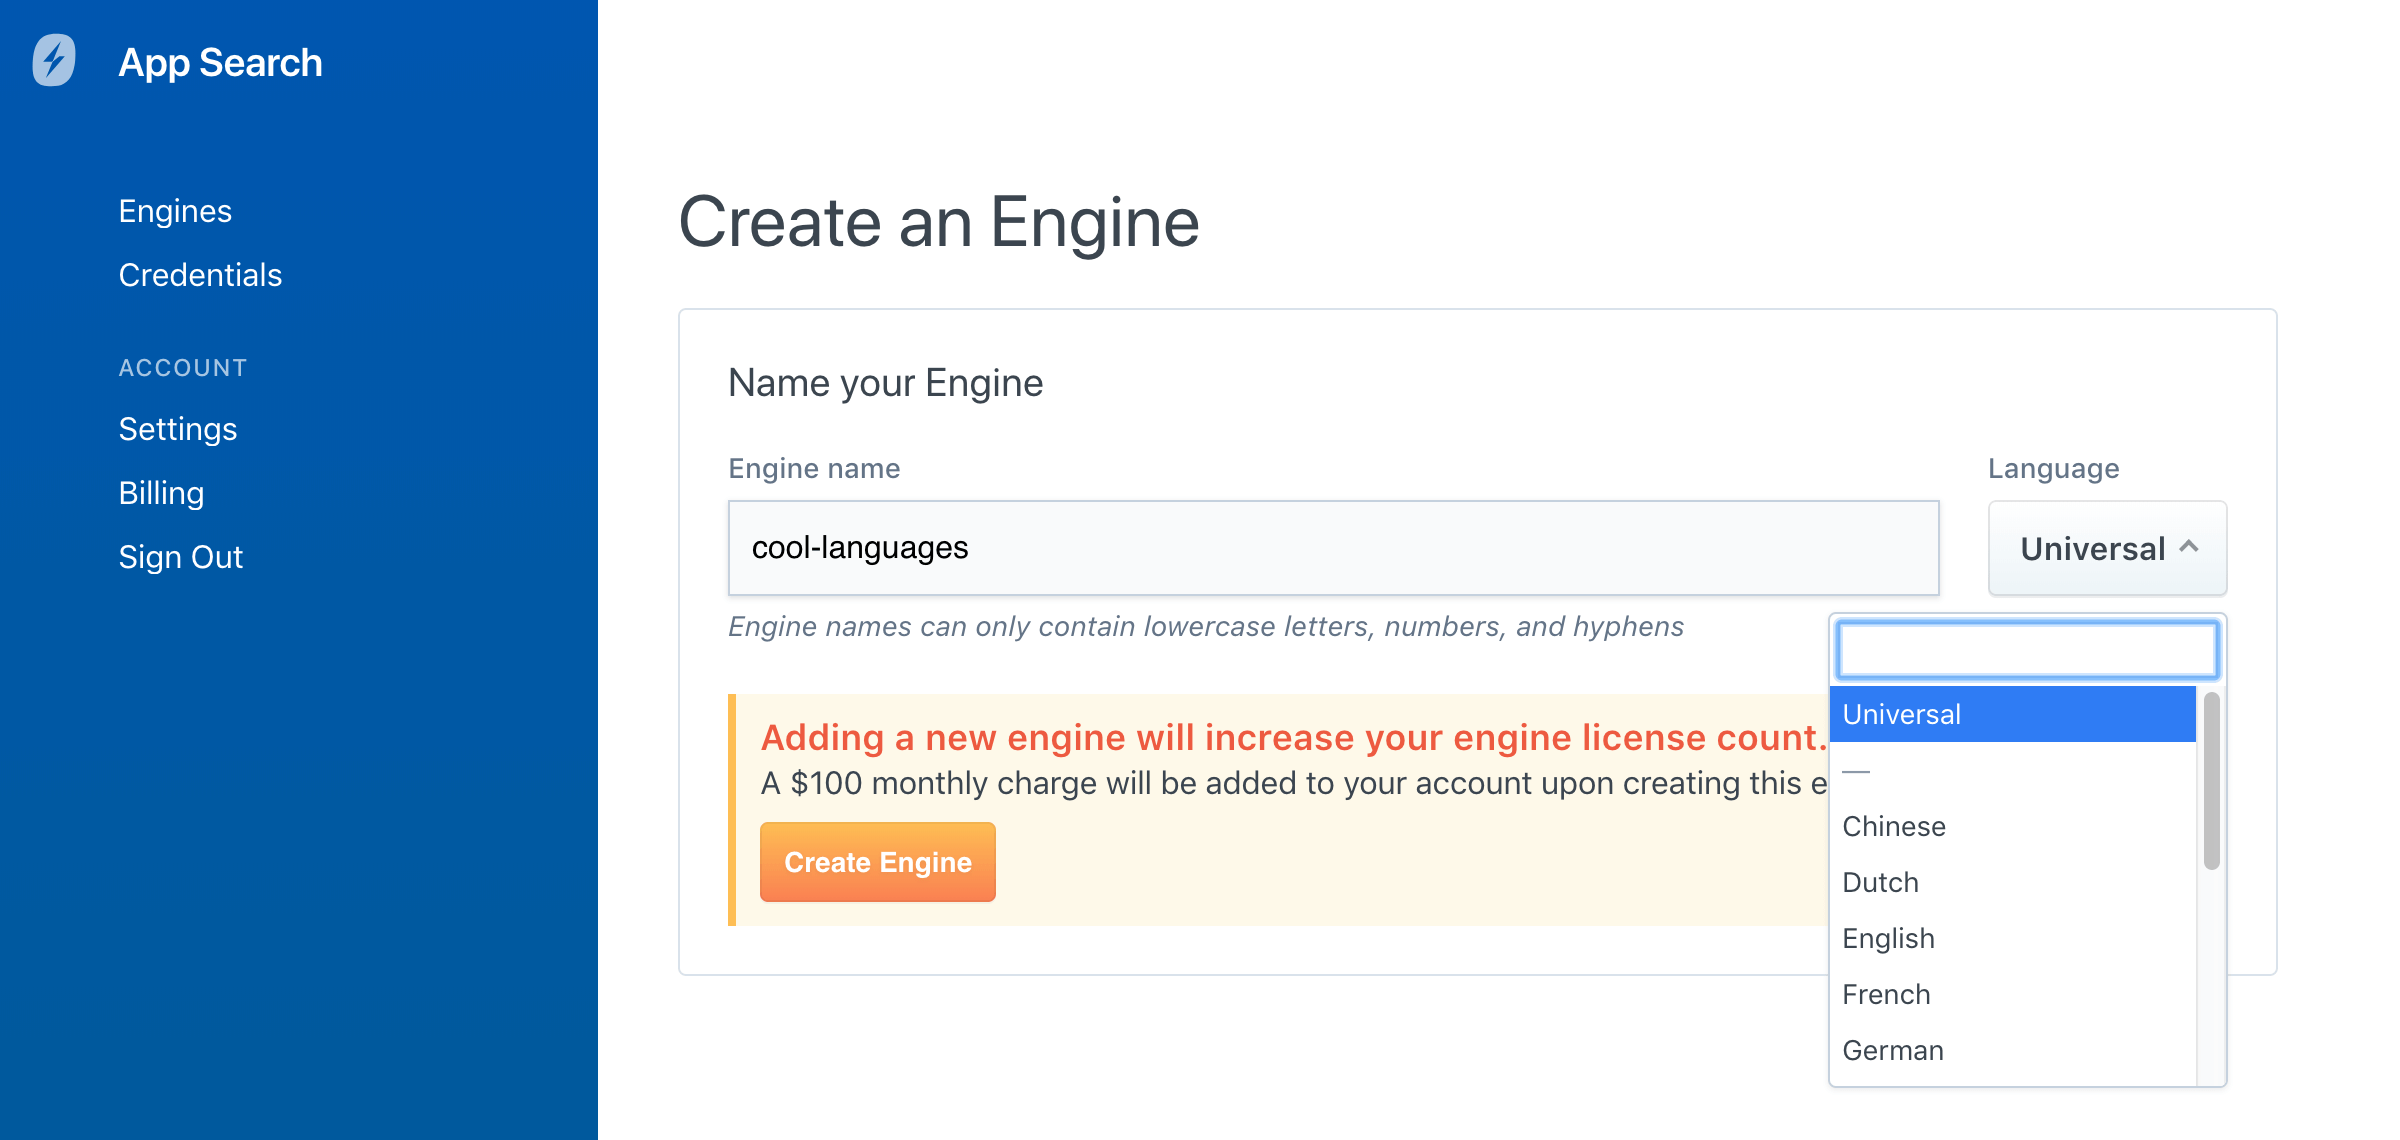 App Search
Engines
Credentials
ACCOUNT
Settings
Billing
Sign Out
Create an Engine
Name your Engine
Engine name
Language
cool-languages
Universal
Engine names can only contain lowercase letters, numbers, and hyphens
Adding a new engine will increase your engine license count.
A $100 monthly charge will be added to your account upon creating this e
Create Engine
Universal
—
Chinese
Dutch
English
French
German